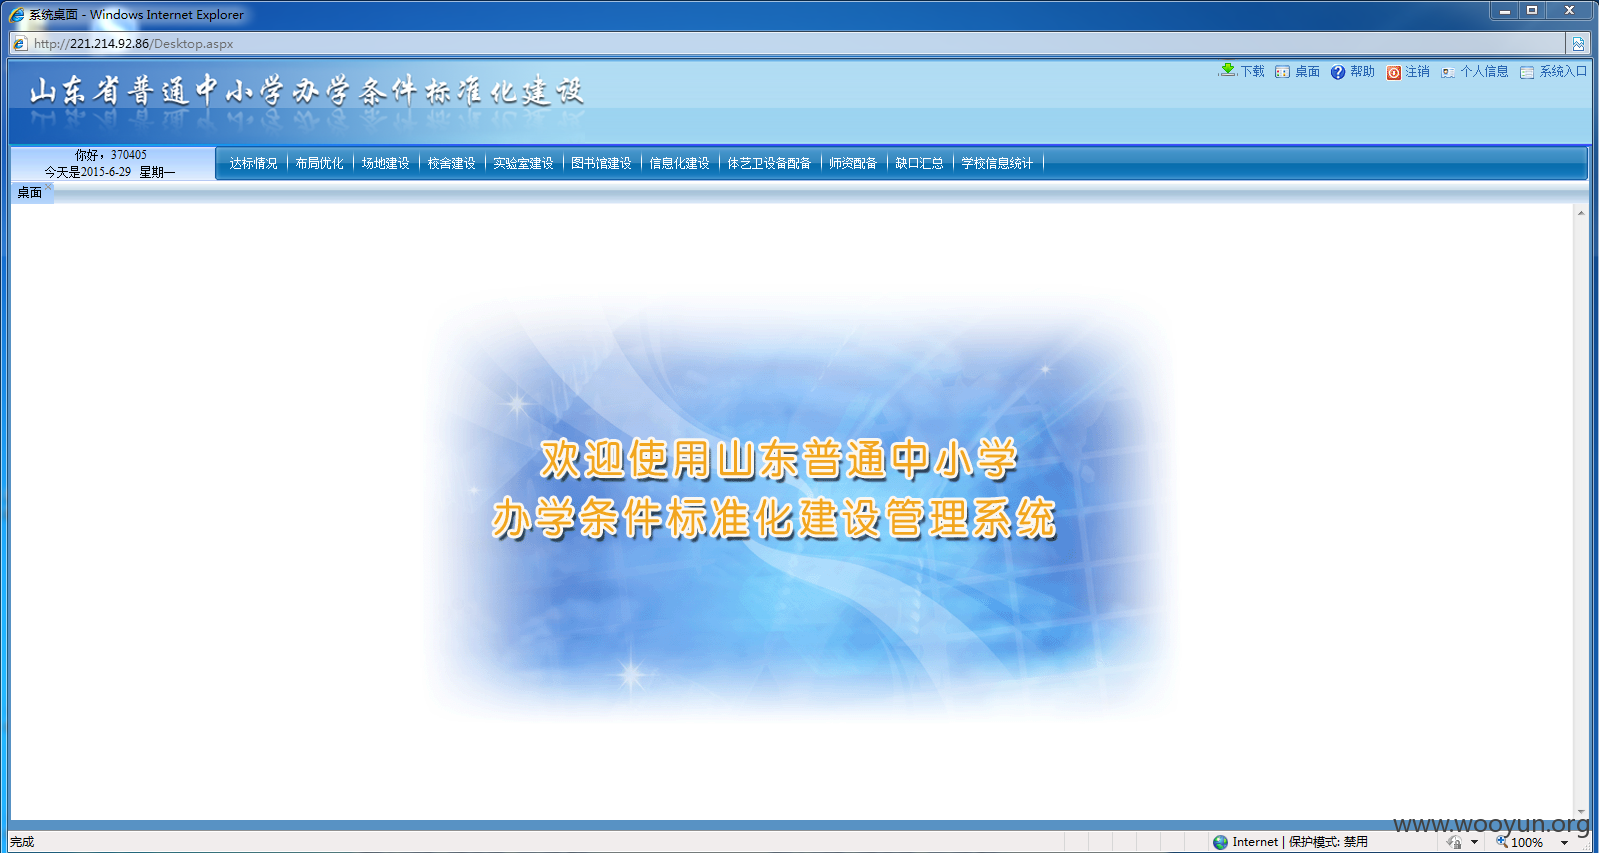 系统桌面 - Windows Internet Explorer
http://221.214.92.86/Desktop.aspx
下载 桌面 帮助 注销 个人信息 系统入口
山东省普通中小学办学条件标准化建设
你好，370405
今天是2015-6-29 星期一
达标情况 布局优化 场地建设 校舍建设 实验室建设 图书馆建设 信息化建设 体艺卫设备配备 师资配备 缺口汇总 学校信息统计
桌面
欢迎使用山东普通中小学
办学条件标准化建设管理系统
www.wooyun.org
完成
Internet | 保护模式: 禁用
100%